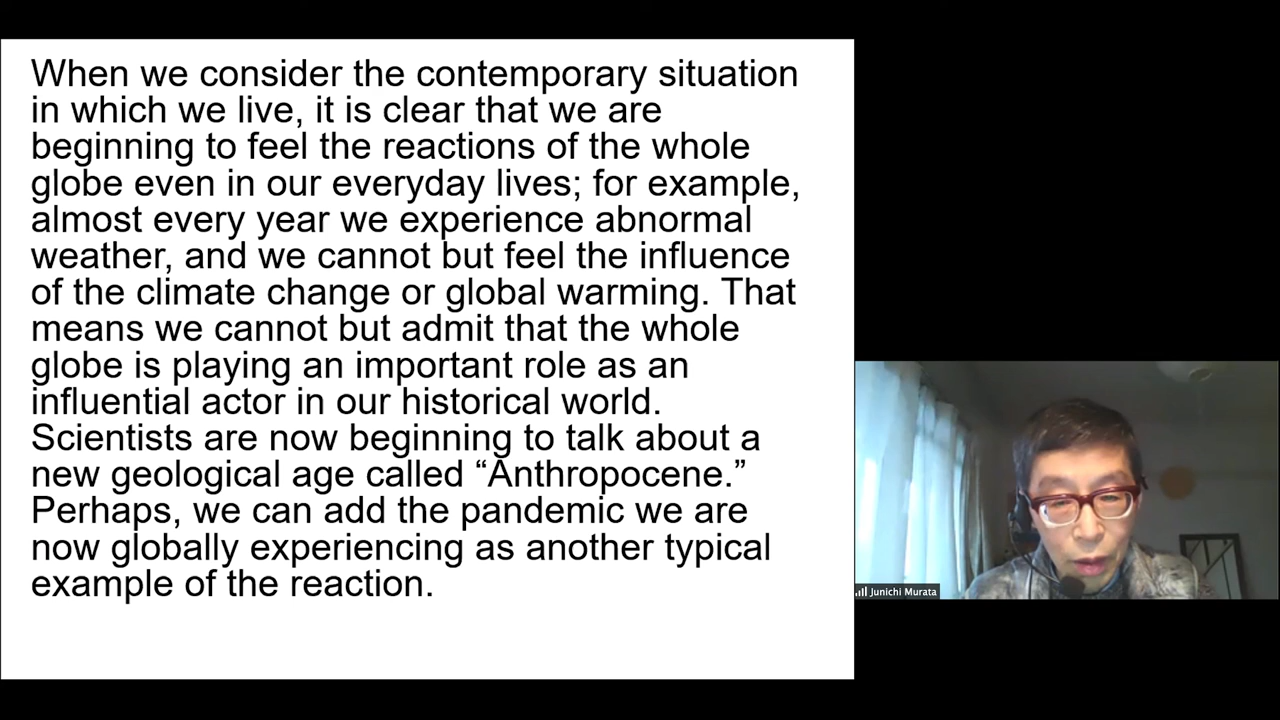 When we consider the contemporary situation
in which we live, it is clear that we are
beginning to feel the reactions of the whole
globe even in our everyday lives; for example,
almost every year we experience abnormal
weather, and we cannot but feel the influence
of the climate change or global warming. That
means we cannot but admit that the whole
globe is playing an important role as an
influential actor in our historical world.
Scientists are now beginning to talk about a
new geological age called “Anthropocene.”
Perhaps, we can add the pandemic we are
now globally experiencing as another typical
example of the reaction.
Junichi Murata